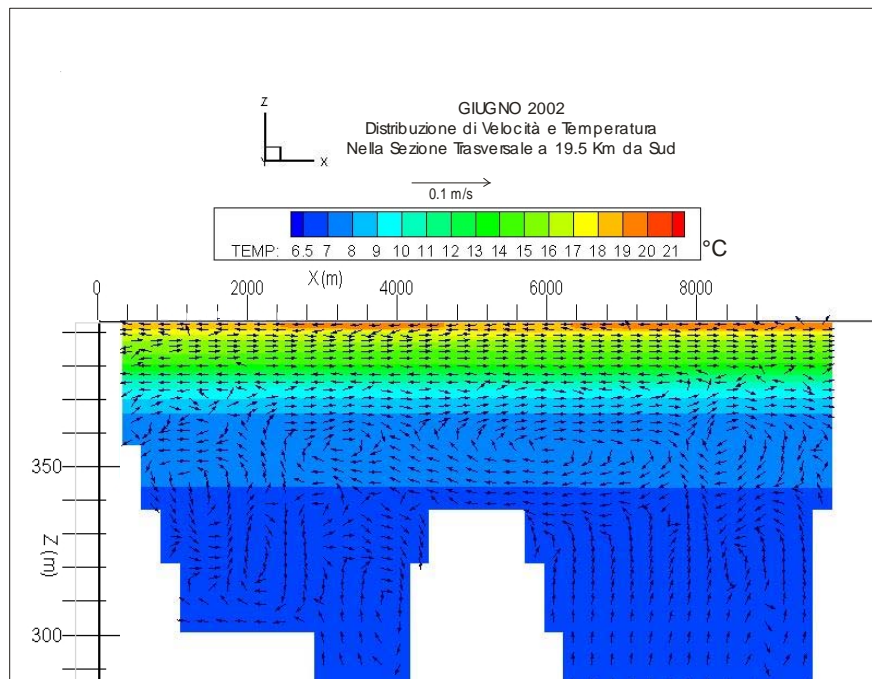 GIUGNO 2002
Distribuzione di Velocità e Temperatura
Nella Sezione Trasversale a 19.5 Km da Sud
Z
Y
X
0.1 m/s
TEMP: 6.5 7 8 9 10 11 12 13 14 15 16 17 18 19 20 21 °C
X (m)
0 2000 4000 6000 8000
350
Z (m)
300